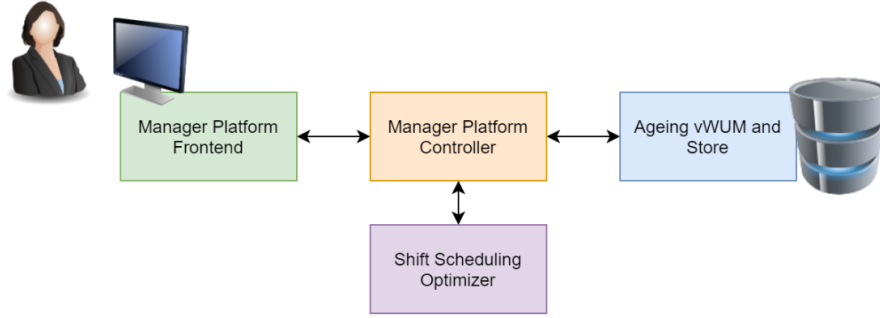 Manager Platform
Frontend
Manager Platform
Controller
Ageing vWUM and
Store
Shift Scheduling
Optimizer